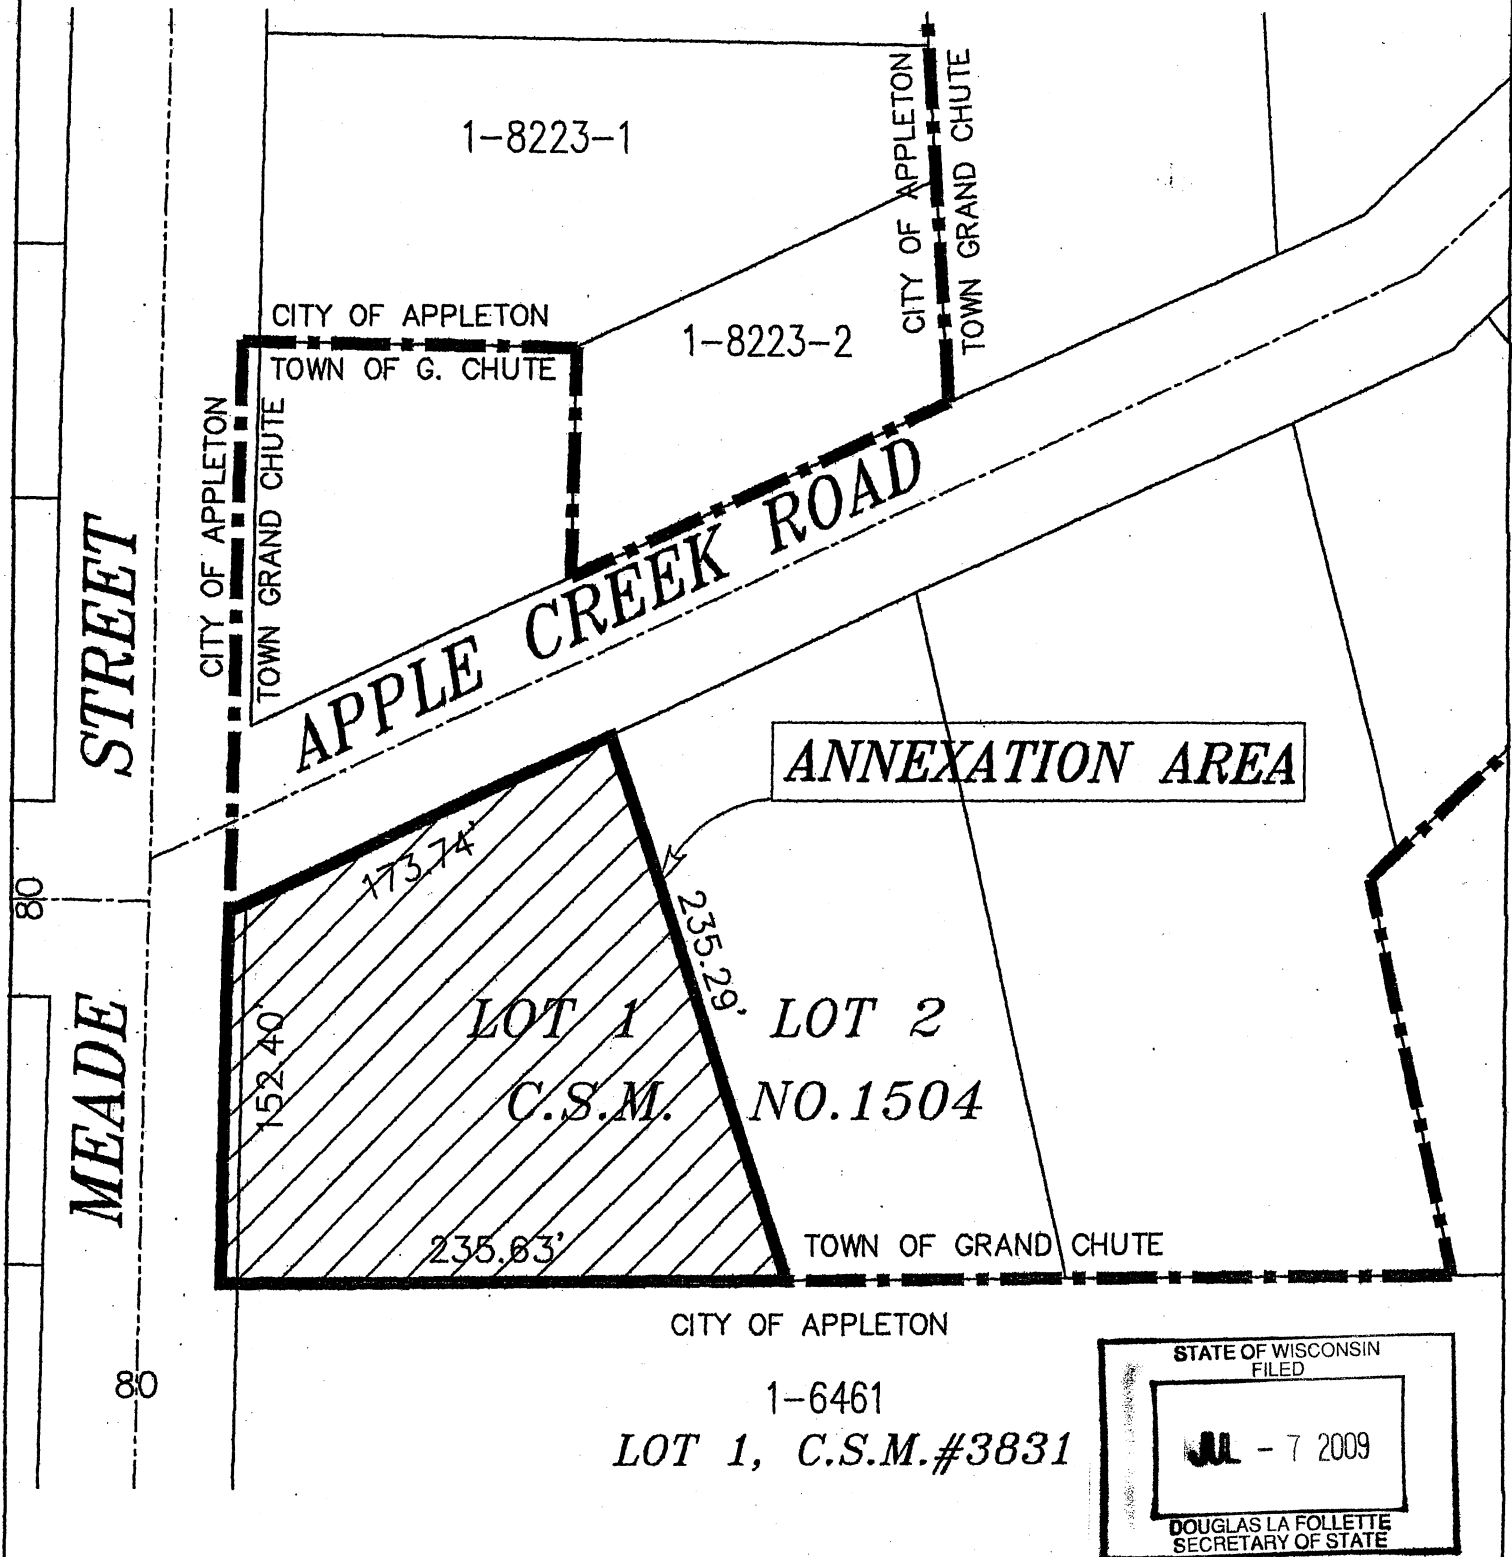 1-8223-1
CITY OF APPLETON
TOWN GRAND CHUTE
CITY OF APPLETON
TOWN OF G. CHUTE
1-8223-2
CITY OF APPLETON
TOWN GRAND CHUTE
APPLE CREEK ROAD
MEADE STREET
ANNEXATION AREA
173.74'
235.29'
80
152.40'
LOT 1
LOT 2
C.S.M. NO.1504
235.63'
TOWN OF GRAND CHUTE
CITY OF APPLETON
80
1-6461
LOT 1, C.S.M.#3831
STATE OF WISCONSIN
FILED
JUL - 7 2009
DOUGLAS LA FOLLETTE
SECRETARY OF STATE